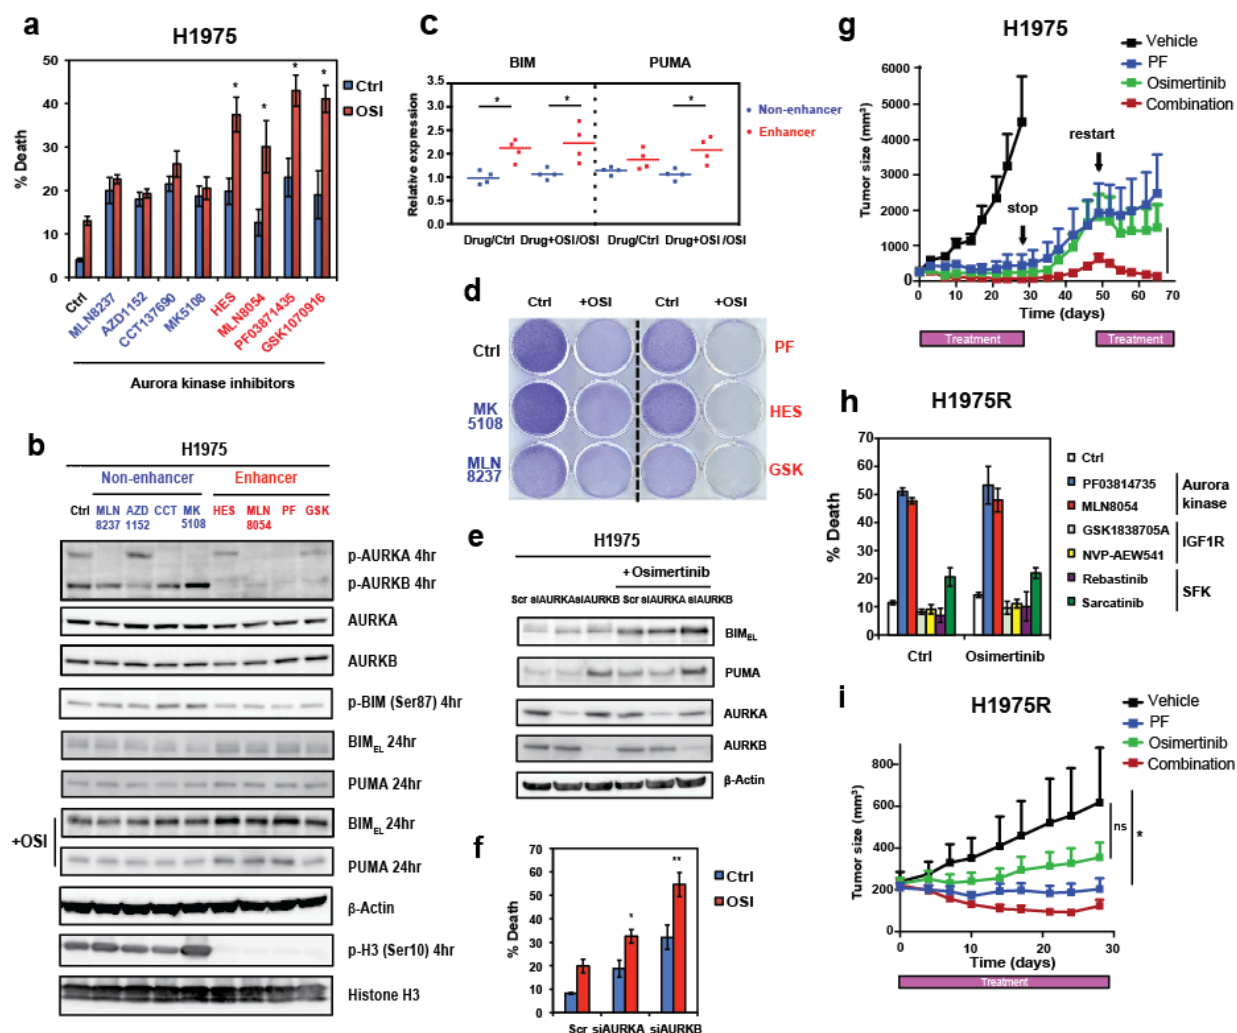 a
H1975
% Death
60
50
40
30
20
10
0
*
*
*
*
Ctrl
OSI
Ctrl
MLN8237
AZD1152
CCT137690
MK5108
HES
MLN8054
PF03871435
GSK1070916
Aurora kinase inhibitors
b
H1975
Non-enhancer
Enhancer
Ctrl MLN 8237 AZD 1152 CCT MK 5108 HES MLN 8054 PF GSK
p-AURKA 4hr
p-AURKB 4hr
AURKA
AURKB
p-BIM (Ser87) 4hr
BIMEL 24hr
PUMA 24hr
+OSI
BIMEL 24hr
PUMA 24hr
β-Actin
p-H3 (Ser10) 4hr
Histone H3
c
BIM
PUMA
Relative expression
3.5
3.0
2.5
2.0
1.5
1.0
0.5
0.0
*
*
*
Non-enhancer
Enhancer
Drug/Ctrl Drug+OSI/OSI Drug/Ctrl Drug+OSI/OSI
d
Ctrl
+OSI
Ctrl
+OSI
Ctrl
PF
MK
5108
HES
MLN
8237
GSK
e
H1975
+Osimertinib
Scr siAURKA siAURKB Scr siAURKA siAURKB
BIMEL
PUMA
AURKA
AURKB
β-Actin
f
% Death
70
60
50
40
30
20
10
0
*
**
Ctrl
OSI
Scr siAURKA siAURKB
g
H1975
Vehicle
PF
Osimertinib
Combination
Tumor size (mm³)
6000
5000
4000
3000
2000
1000
0
stop
restart
0 10 20 30 40 50 60 70
Time (days)
Treatment
Treatment
h
H1975R
% Death
70
60
50
40
30
20
10
0
Ctrl
Osimertinib
Ctrl
PF03814735
MLN8054
GSK1838705A
NVP-AEW541
Rebastinib
Sarcatinib
Aurora
kinase
IGF1R
SFK
i
H1975R
Vehicle
PF
Osimertinib
Combination
Tumor size (mm³)
800
600
400
200
0
ns
*
0 10 20 30
Time (days)
Treatment